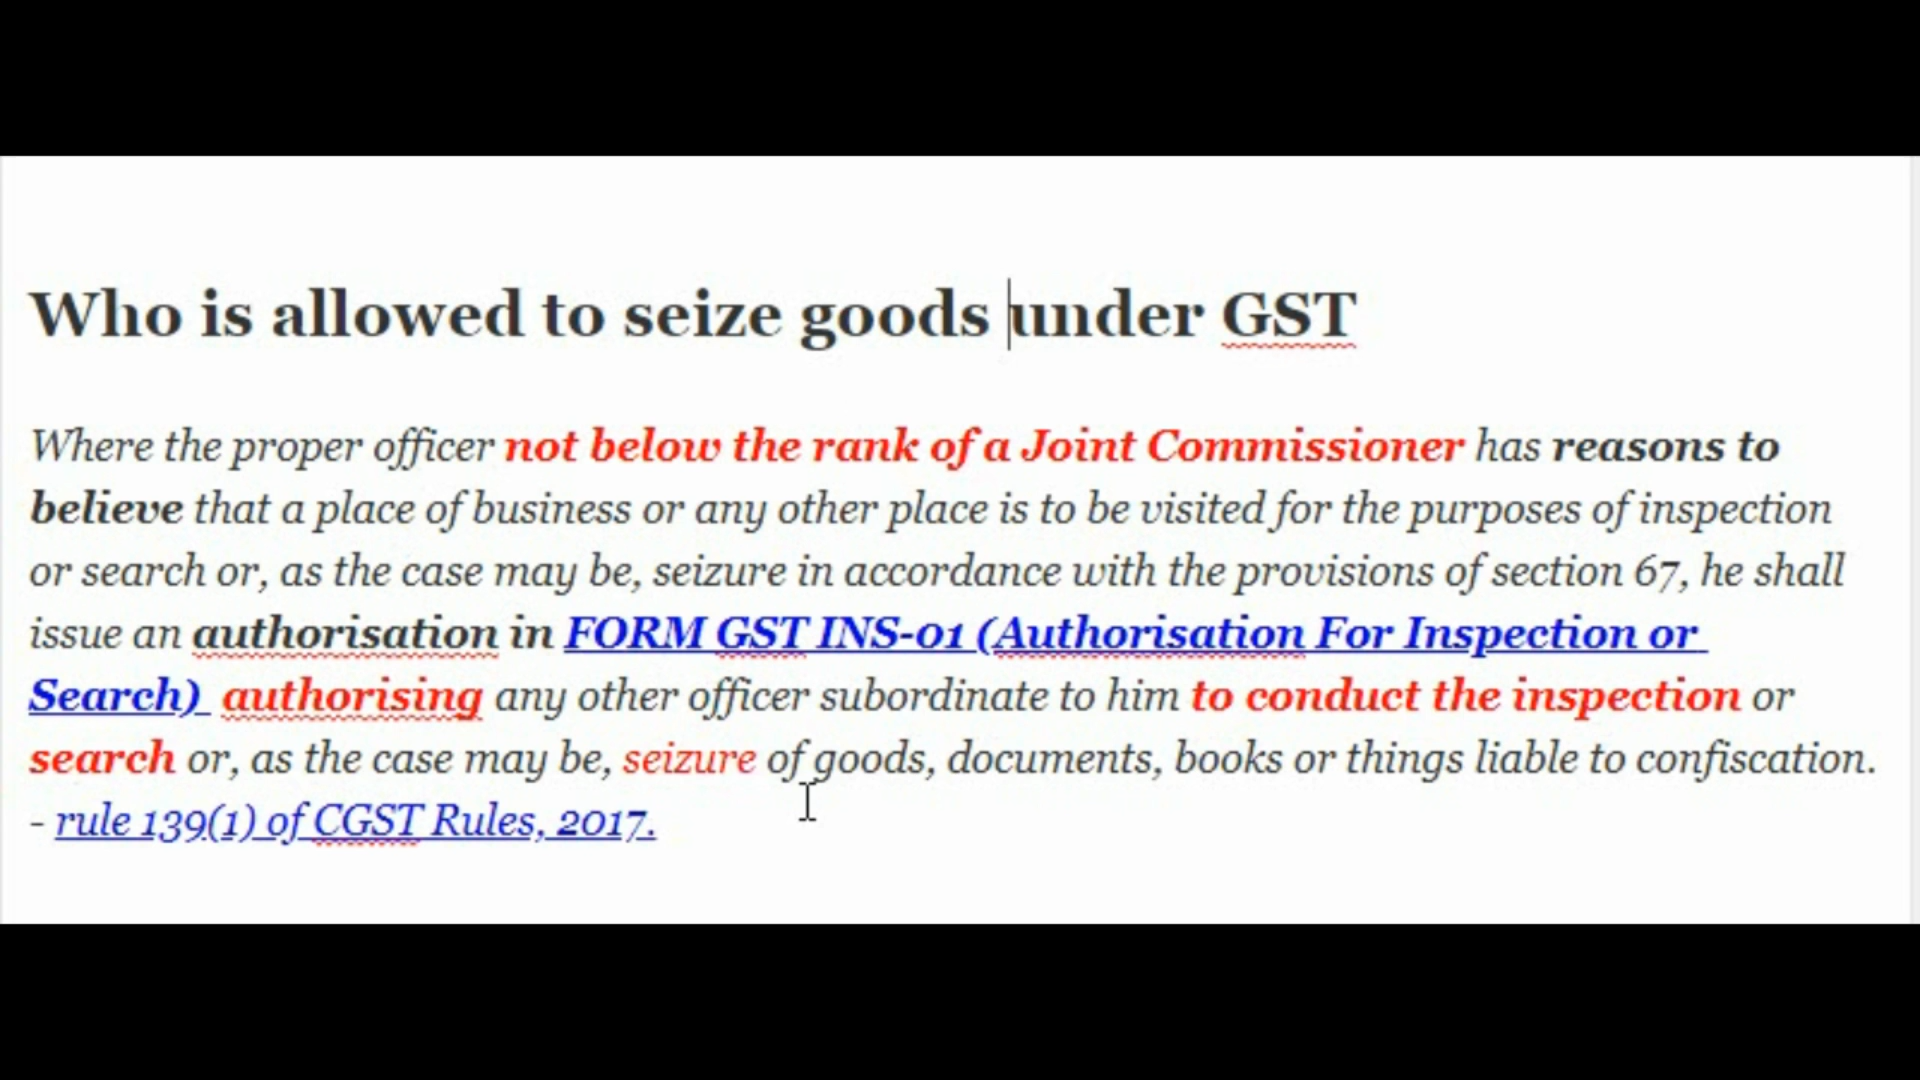 Who is allowed to seize goods under GST
Where the proper officer not below the rank of a Joint Commissioner has reasons to
believe that a place of business or any other place is to be visited for the purposes of inspection
or search or, as the case may be, seizure in accordance with the provisions of section 67, he shall
issue an authorisation in FORM GST INS-01 (Authorisation For Inspection or
Search) authorising any other officer subordinate to him to conduct the inspection or
search or, as the case may be, seizure of goods, documents, books or things liable to confiscation.
- rule 139(1) of CGST Rules, 2017.